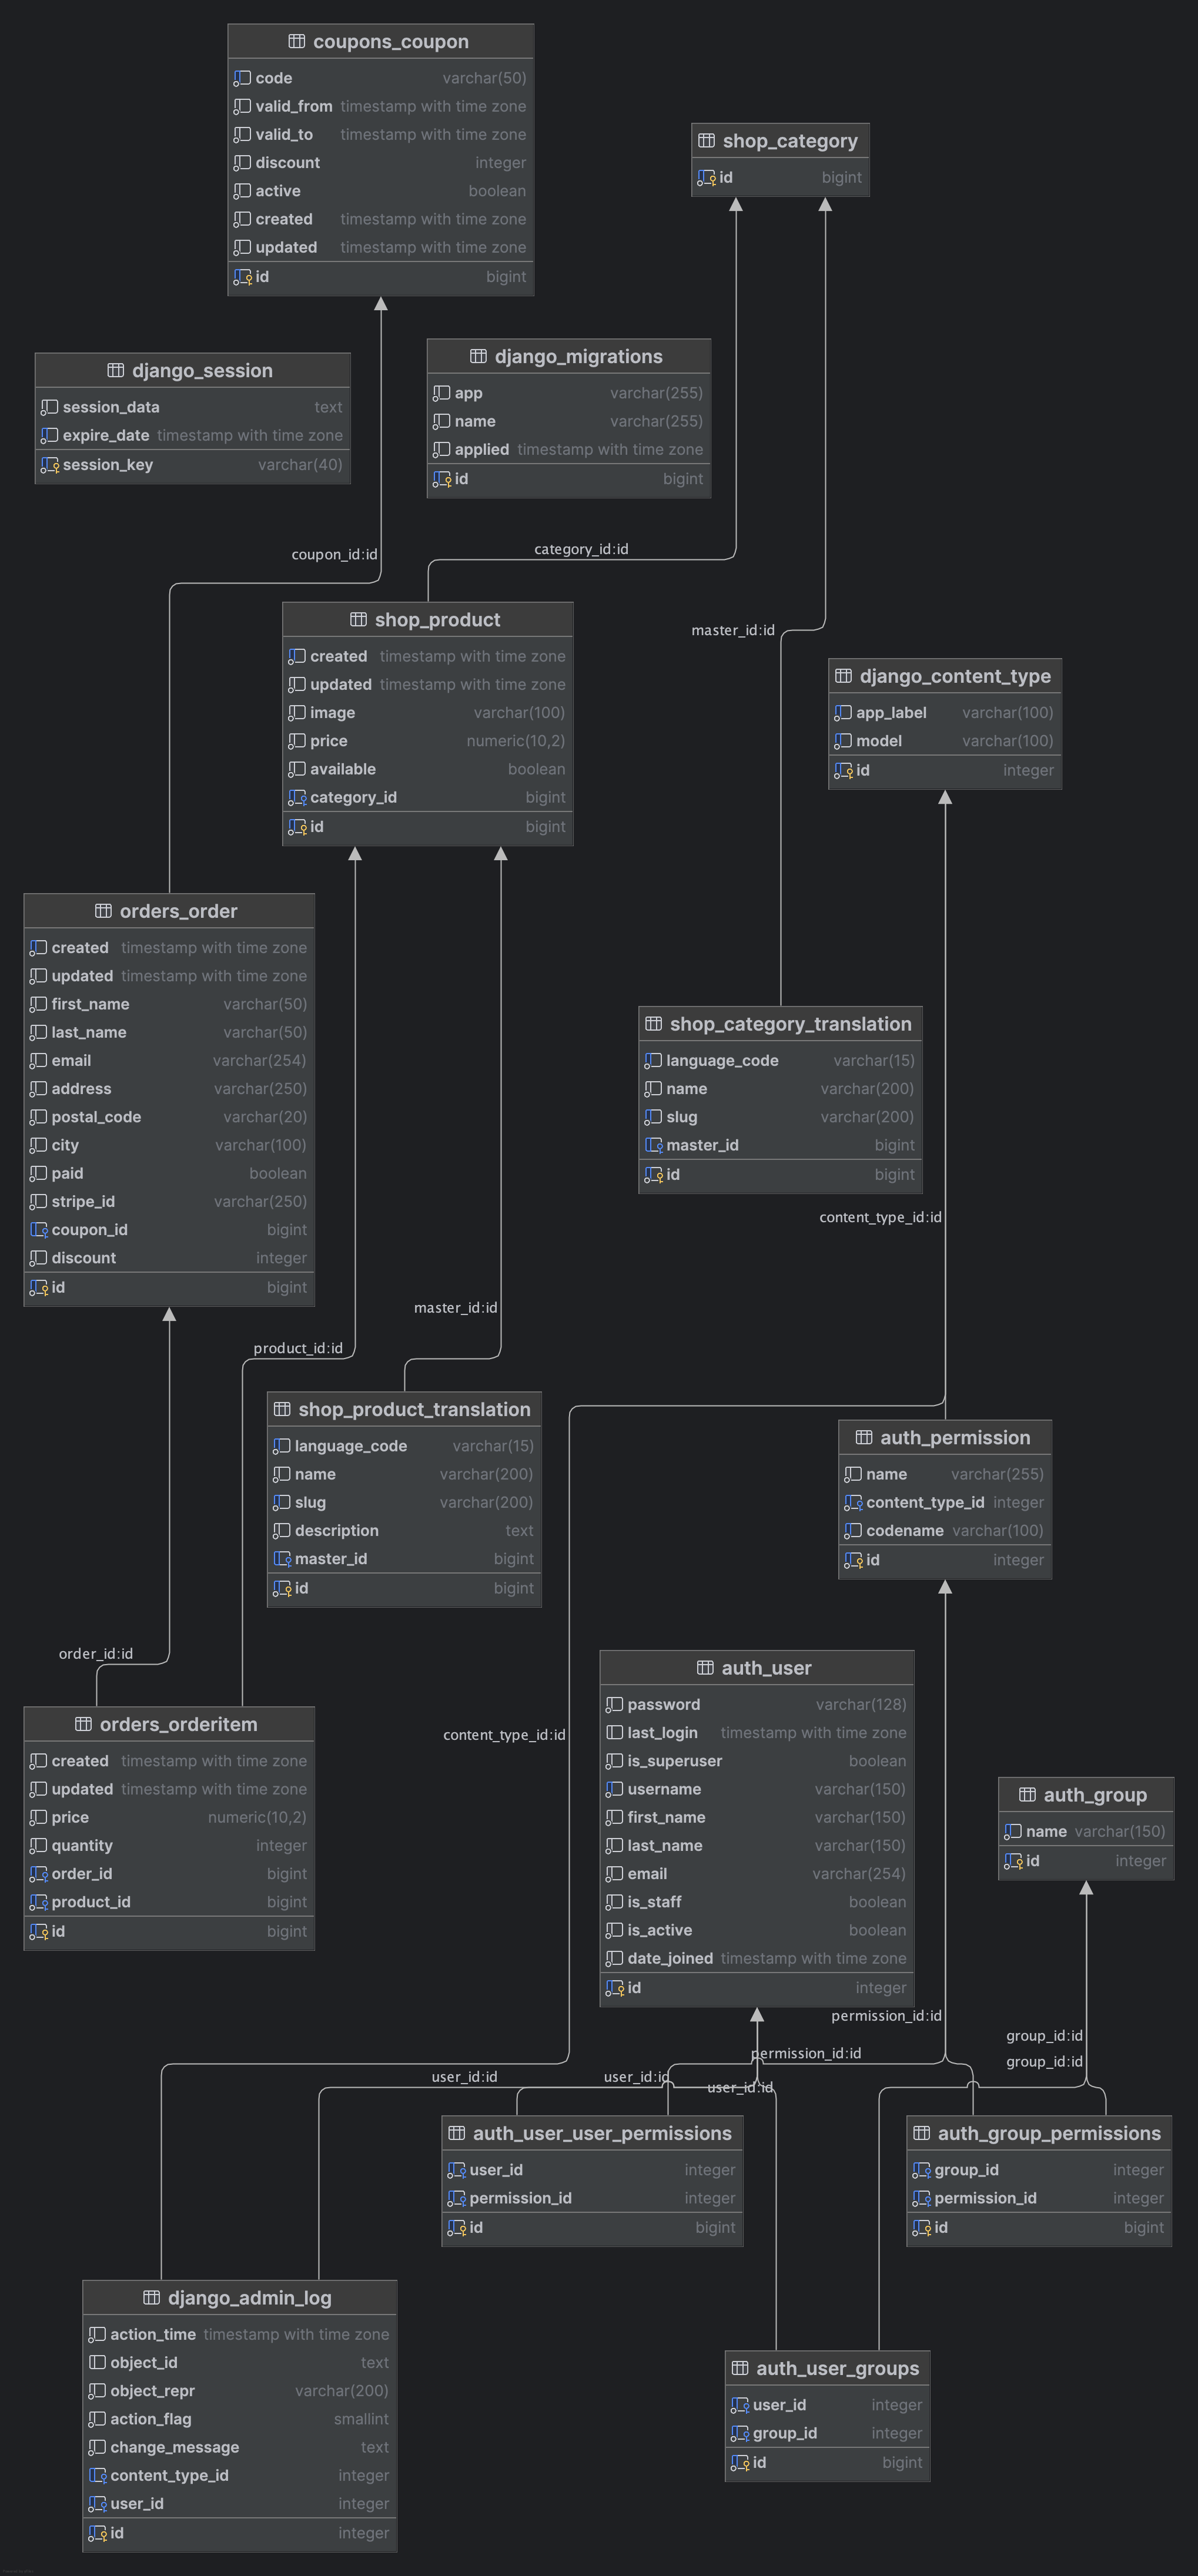 coupons_coupon
code varchar(50)
valid_from timestamp with time zone
valid_to timestamp with time zone
discount integer
active boolean
created timestamp with time zone
updated timestamp with time zone
id bigint
shop_category
id bigint
django_session
session_data text
expire_date timestamp with time zone
session_key varchar(40)
django_migrations
app varchar(255)
name varchar(255)
applied timestamp with time zone
id bigint
coupon_id:id
category_id:id
master_id:id
shop_product
created timestamp with time zone
updated timestamp with time zone
image varchar(100)
price numeric(10,2)
available boolean
category_id bigint
id bigint
django_content_type
app_label varchar(100)
model varchar(100)
id integer
orders_order
created timestamp with time zone
updated timestamp with time zone
first_name varchar(50)
last_name varchar(50)
email varchar(254)
address varchar(250)
postal_code varchar(20)
city varchar(100)
paid boolean
stripe_id varchar(250)
coupon_id bigint
discount integer
id bigint
shop_category_translation
language_code varchar(15)
name varchar(200)
slug varchar(200)
master_id bigint
id bigint
content_type_id:id
master_id:id
product_id:id
shop_product_translation
language_code varchar(15)
name varchar(200)
slug varchar(200)
description text
master_id bigint
id bigint
auth_permission
name varchar(255)
content_type_id integer
codename varchar(100)
id integer
order_id:id
orders_orderitem
created timestamp with time zone
updated timestamp with time zone
price numeric(10,2)
quantity integer
order_id bigint
product_id bigint
id bigint
content_type_id:id
auth_user
password varchar(128)
last_login timestamp with time zone
is_superuser boolean
username varchar(150)
first_name varchar(150)
last_name varchar(150)
email varchar(254)
is_staff boolean
is_active boolean
date_joined timestamp with time zone
id integer
auth_group
name varchar(150)
id integer
permission_id:id
permission_id:id
group_id:id
group_id:id
user_id:id
user_id:id
user_id:id
auth_user_user_permissions
user_id integer
permission_id integer
id bigint
auth_group_permissions
group_id integer
permission_id integer
id bigint
django_admin_log
action_time timestamp with time zone
object_id text
object_repr varchar(200)
action_flag smallint
change_message text
content_type_id integer
user_id integer
id integer
auth_user_groups
user_id integer
group_id integer
id bigint